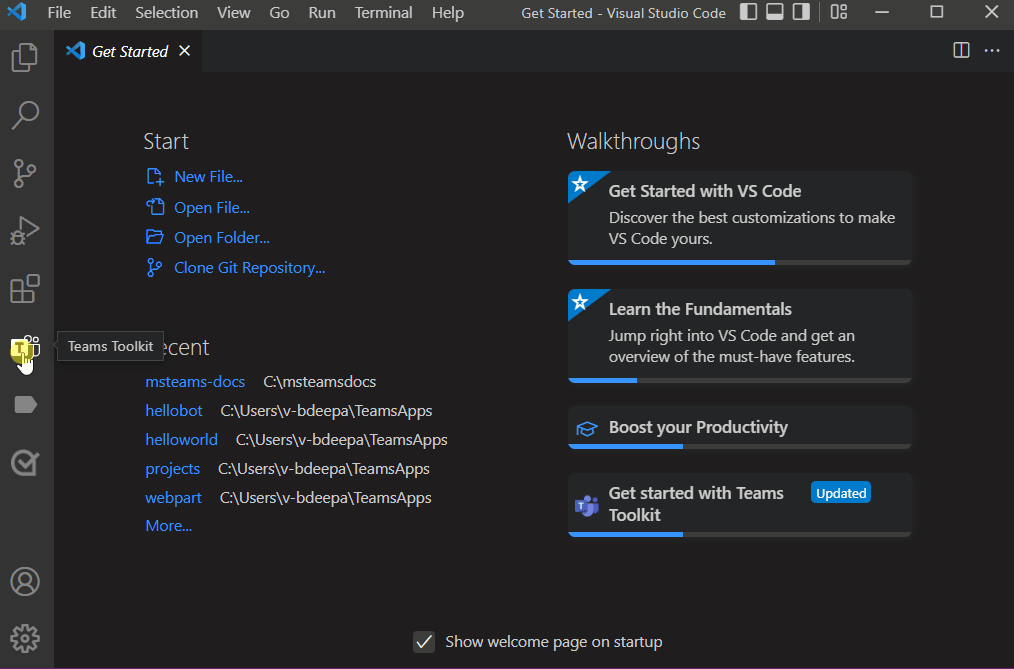 File Edit Selection View Go Run Terminal Help Get Started - Visual Studio Code
Get Started
Start
New File...
Open File...
Open Folder...
Clone Git Repository...
Teams Toolkit
ecent
msteams-docs C:\msteamsdocs
hellobot C:\Users\v-bdeepa\TeamsApps
helloworld C:\Users\v-bdeepa\TeamsApps
projects C:\Users\v-bdeepa\TeamsApps
webpart C:\Users\v-bdeepa\TeamsApps
More...
Walkthroughs
Get Started with VS Code
Discover the best customizations to make
VS Code yours.
Learn the Fundamentals
Jump right into VS Code and get an
overview of the must-have features.
Boost your Productivity
Get started with Teams
Toolkit
Updated
Show welcome page on startup